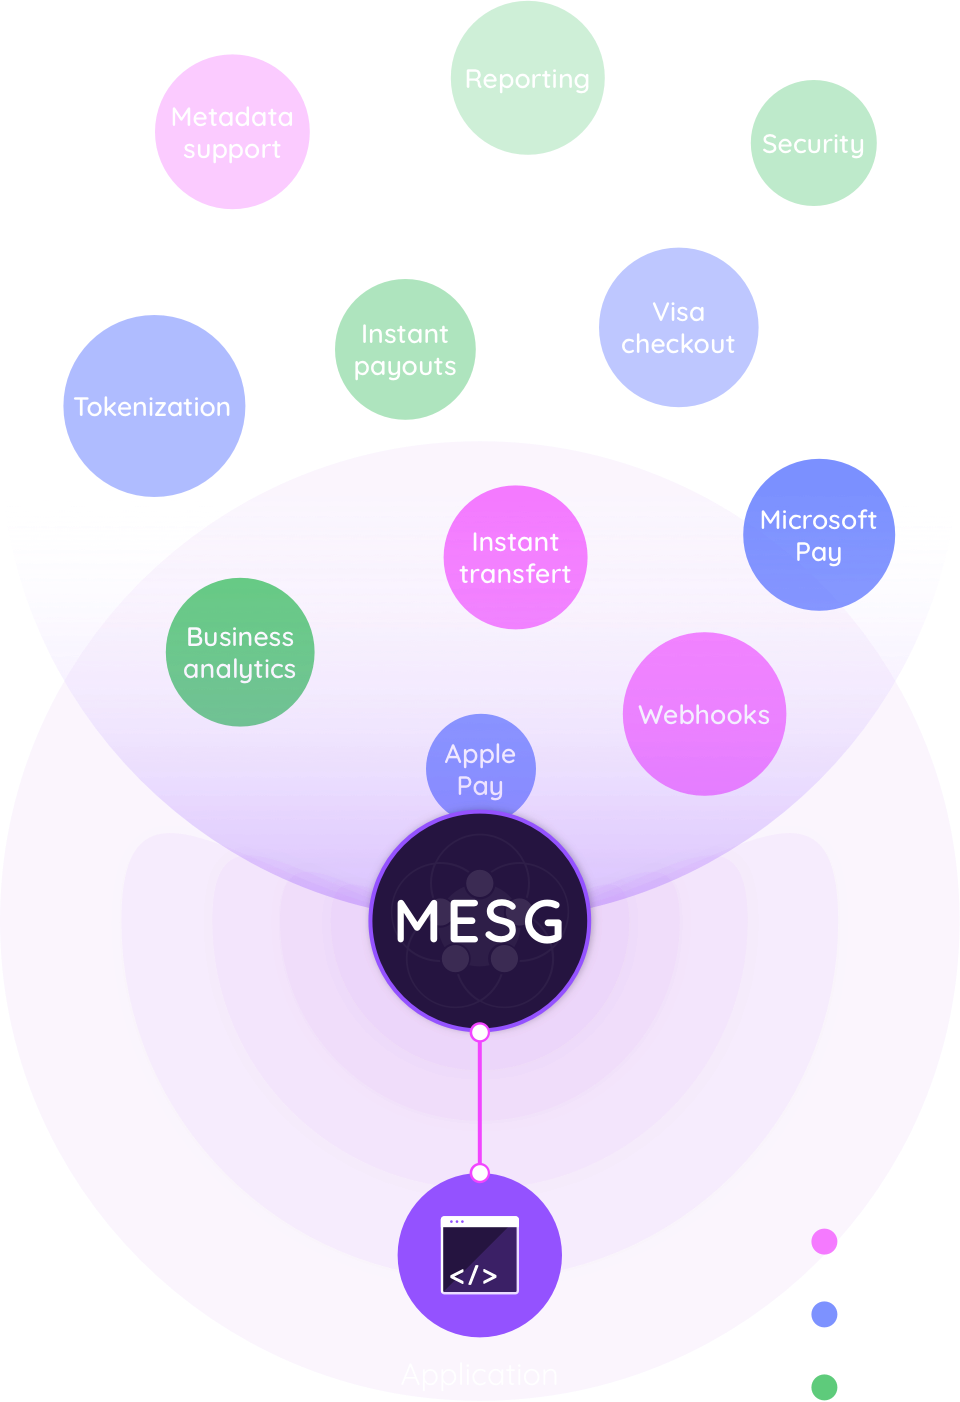 Reporting
Metadata
support
Security
Visa
checkout
Instant
payouts
Tokenization
Microsoft
Pay
Instant
transfert
Business
analytics
Webhooks
Apple
Pay
MESG
</>
Application